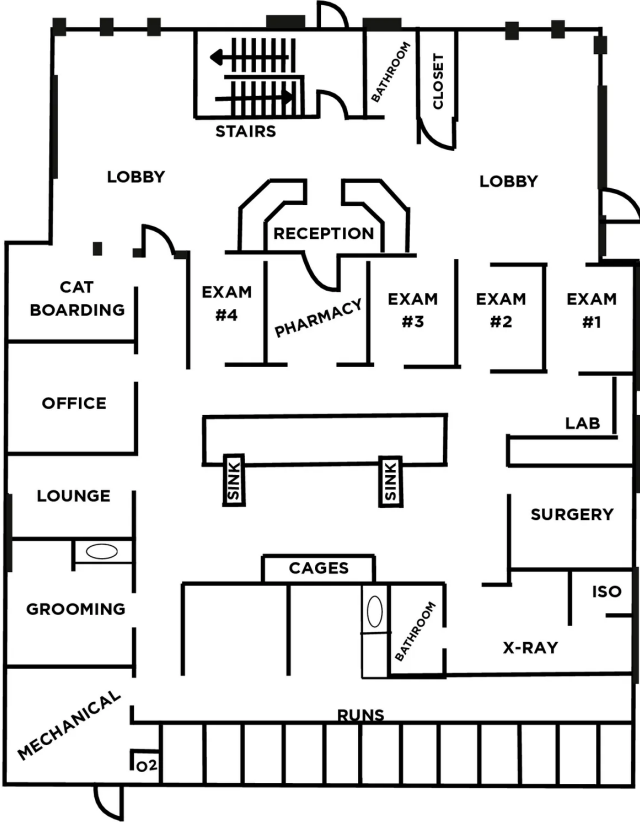 BATHROOM
CLOSET
STAIRS
LOBBY
LOBBY
RECEPTION
CAT
BOARDING
EXAM
#4
PHARMACY
EXAM
#3
EXAM
#2
EXAM
#1
OFFICE
LAB
SINK
SINK
LOUNGE
SURGERY
CAGES
GROOMING
BATHROOM
ISO
X-RAY
MECHANICAL
RUNS
O2